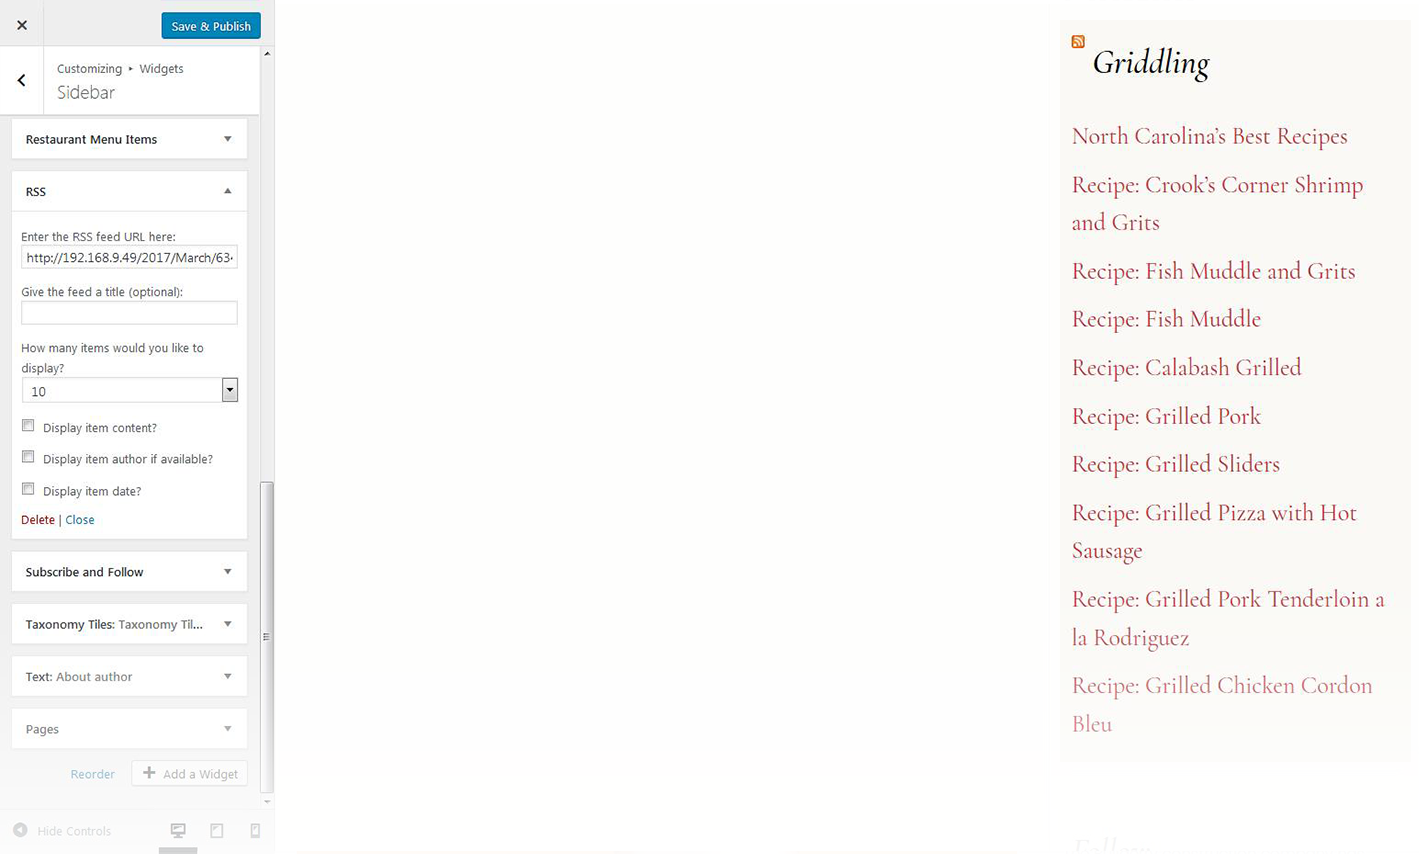 Save & Publish
Customizing ▸ Widgets
Sidebar
Restaurant Menu Items
RSS
Enter the RSS feed URL here:
http://192.168.9.49/2017/March/63
Give the feed a title (optional):
How many items would you like to
display?
10
Display item content?
Display item author if available?
Display item date?
Delete | Close
Subscribe and Follow
Taxonomy Tiles: Taxonomy Til...
Text: About author
Pages
Reorder
Add a Widget
Hide Controls
Griddling
North Carolina’s Best Recipes
Recipe: Crook’s Corner Shrimp
and Grits
Recipe: Fish Muddle and Grits
Recipe: Fish Muddle
Recipe: Calabash Grilled
Recipe: Grilled Pork
Recipe: Grilled Sliders
Recipe: Grilled Pizza with Hot
Sausage
Recipe: Grilled Pork Tenderloin a
la Rodriguez
Recipe: Grilled Chicken Cordon
Bleu